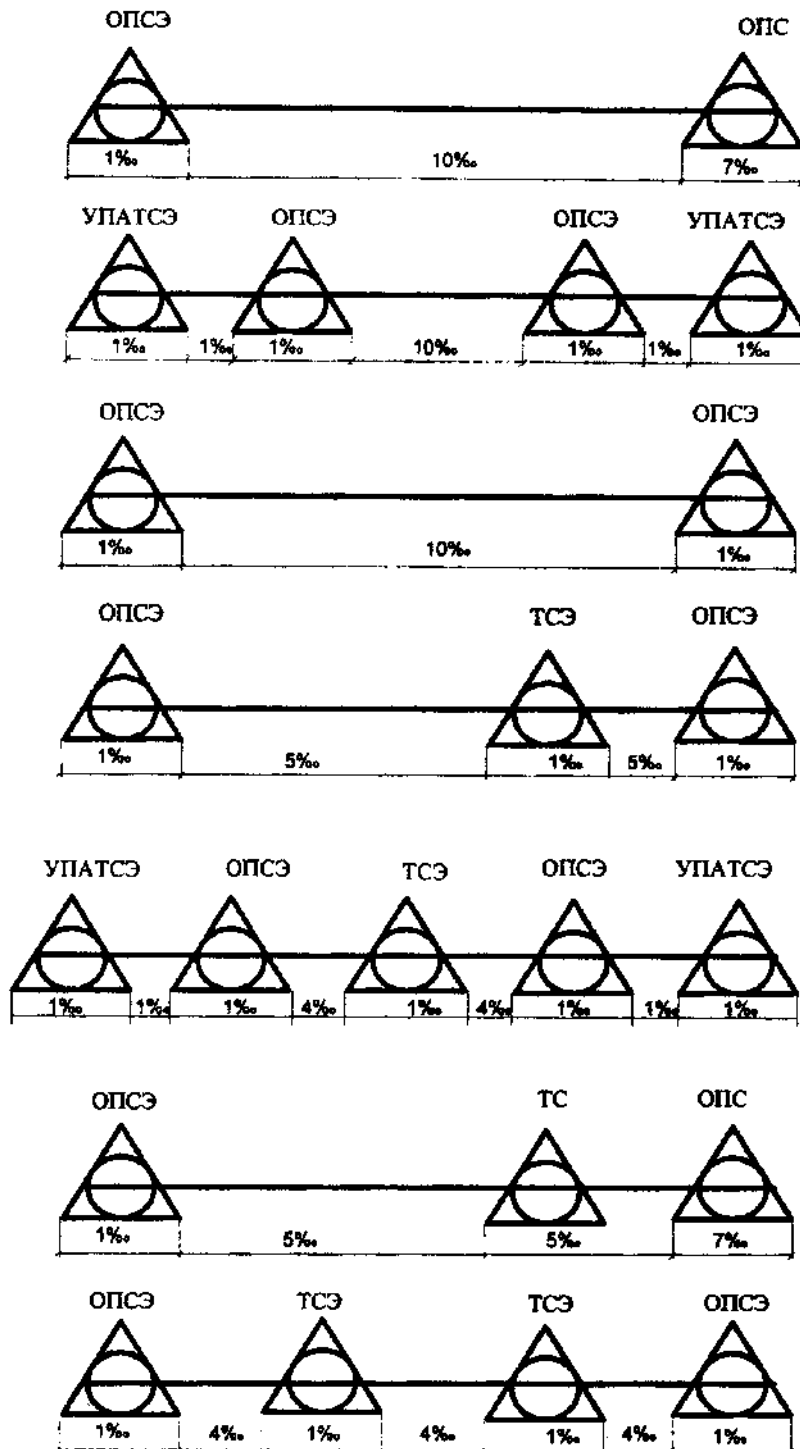 ОПСЭ ОПС
1‰ 10‰ 7‰
УПАТСЭ ОПСЭ ОПСЭ УПАТСЭ
1‰ 1‰ 1‰ 10‰ 1‰ 1‰ 1‰
ОПСЭ ОПСЭ
1‰ 10‰ 1‰
ОПСЭ ТСЭ ОПСЭ
1‰ 5‰ 1‰ 5‰ 1‰
УПАТСЭ ОПСЭ ТСЭ ОПСЭ УПАТСЭ
1‰ 1‰ 1‰ 4‰ 1‰ 4‰ 1‰ 1‰ 1‰
ОПСЭ ТС ОПС
1‰ 5‰ 5‰ 7‰
ОПСЭ ТСЭ ТСЭ ОПСЭ
1‰ 4‰ 1‰ 4‰ 1‰ 4‰ 1‰